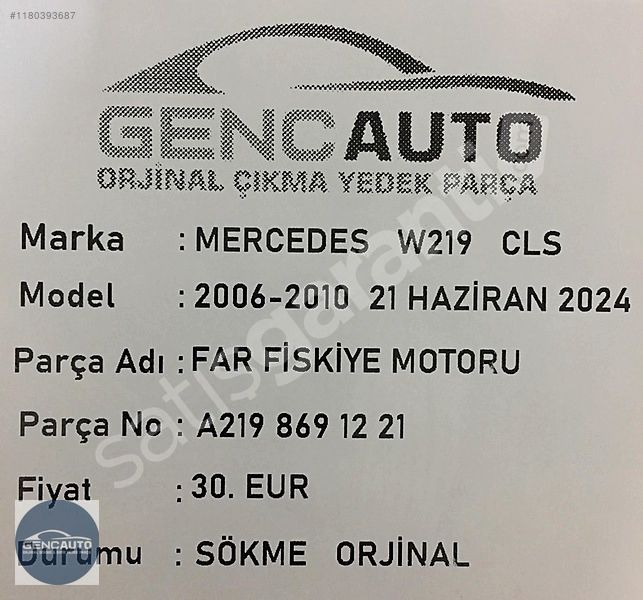 #1180393687
GENCAUTO
ORJİNAL ÇIKMA YEDEK PARÇA
Marka : MERCEDES W219 CLS
Model : 2006-2010 21 HAZİRAN 2024
Parça Adı : FAR FİSKİYE MOTORU
Parça No : A219 869 12 21
Fiyat : 30. EUR
Durumu : SÖKME ORJİNAL
GENCAUTO
satışgarantis